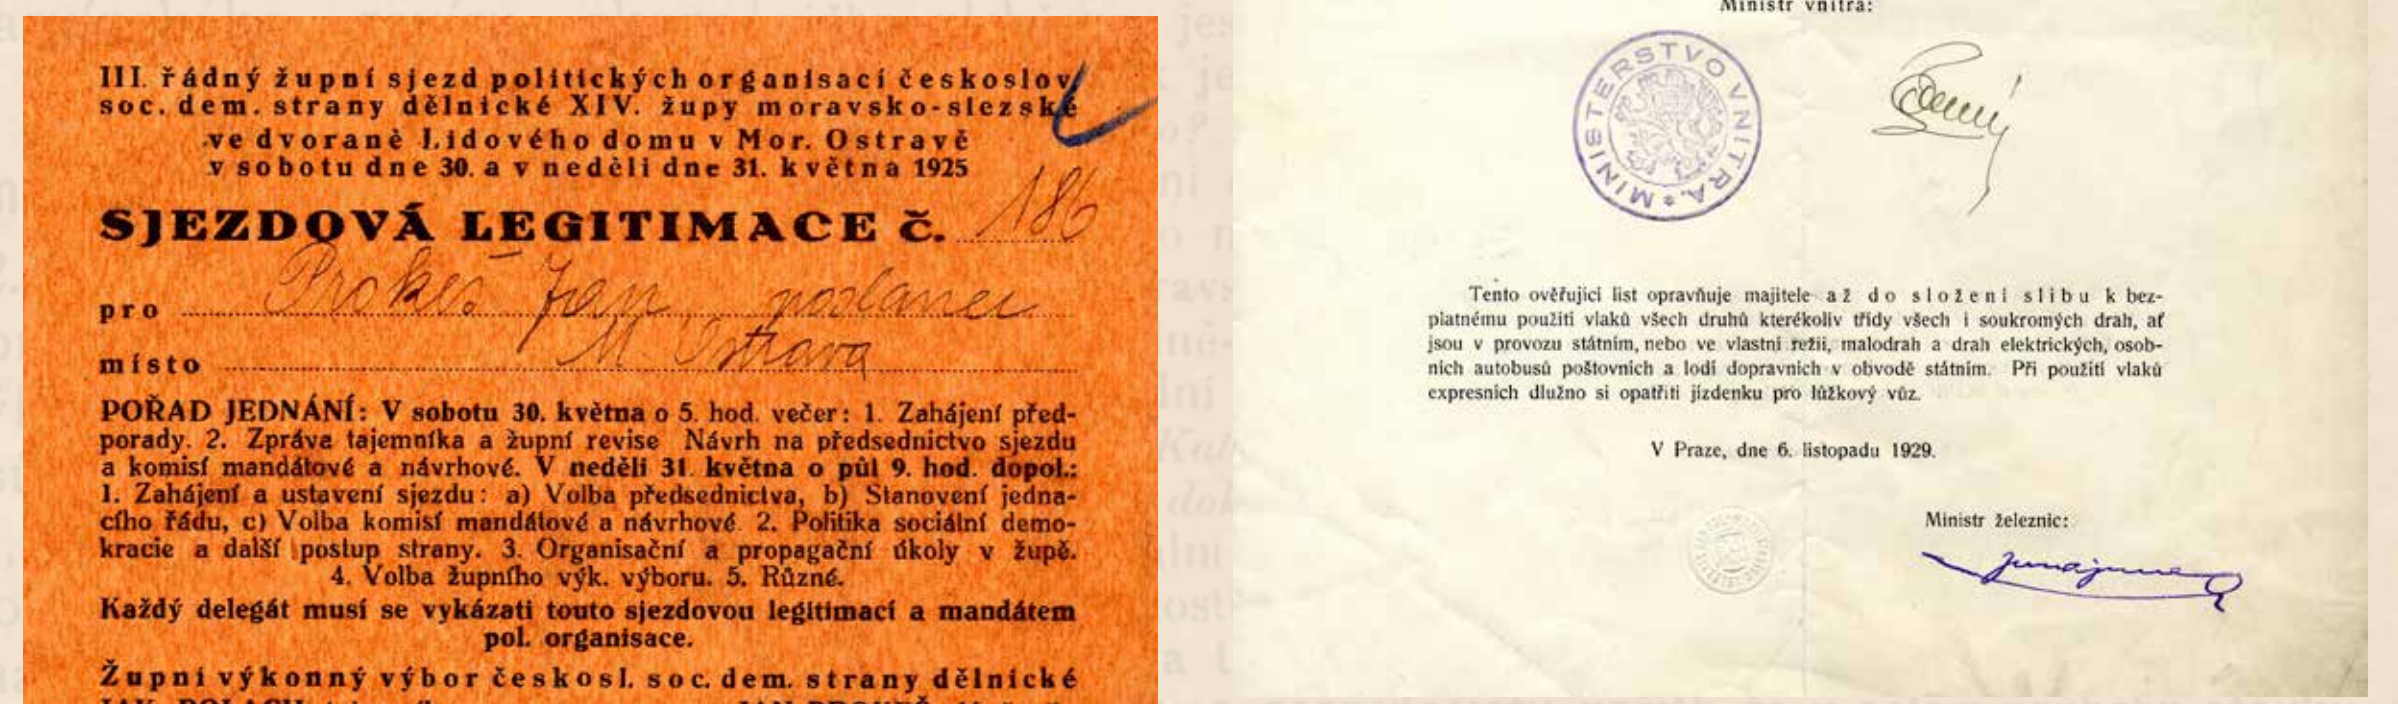 III. řádný župní sjezd politických organisací českoslov.
soc. dem. strany dělnické XIV. župy moravsko-slezské
ve dvoraně Lidového domu v Mor. Ostravě
v sobotu dne 30. a v neděli dne 31. května 1925
SJEZDOVÁ LEGITIMACE č. 186
pro Prokeš Jan poslanec
místo M. Ostrava
POŘAD JEDNÁNÍ: V sobotu 30. května o 5. hod. večer: 1. Zahájení před-
porady. 2. Zpráva tajemníka a župní revise Návrh na předsednictvo sjezdu
a komisí mandátové a návrhové. V neděli 31. května o půl 9. hod. dopol.:
1. Zahájení a ustavení sjezdu: a) Volba předsednictva, b) Stanovení jedna-
cího řádu, c) Volba komisí mandátové a návrhové. 2. Politika sociální demo-
kracie a další postup strany. 3. Organisační a propagační úkoly v župě.
4. Volba župního výk. výboru. 5. Různé.
Každý delegát musí se vykázati touto sjezdovou legitimací a mandátem
pol. organisace.
Župní výkonný výbor českosl. soc. dem. strany dělnické
Ministr vnitra:
MINISTERSTVO VNITRA.
Tento ověřující list opravňuje majitele až do složení slibu k bez-
platnému použití vlaků všech druhů kterékoliv třídy všech i soukromých drah, ať
jsou v provozu státním, nebo ve vlastní režii, malodrah a drah elektrických, osob-
ních autobusů poštovních a lodí dopravních v obvodě státním. Při použití vlaků
expresních dlužno si opatřiti jízdenku pro lůžkový vůz.
V Praze, dne 6. listopadu 1929.
Ministr železnic: